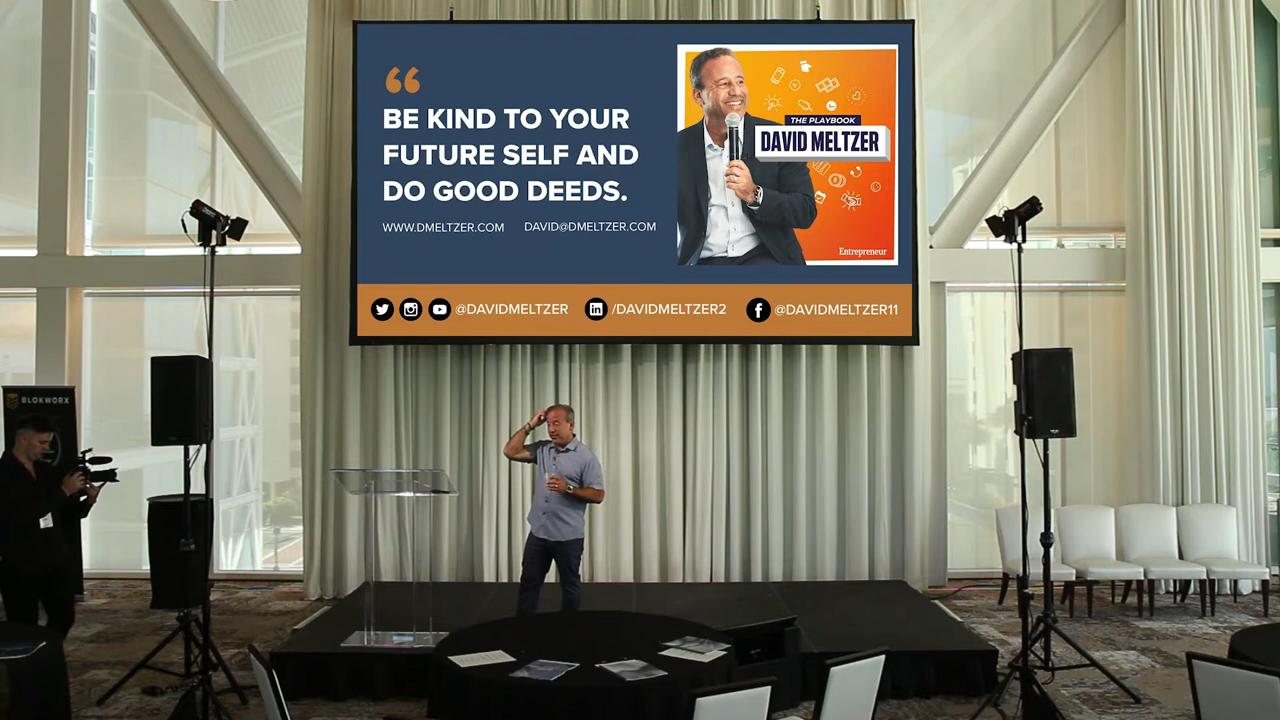 “
BE KIND TO YOUR
FUTURE SELF AND
DO GOOD DEEDS.
WWW.DMELTZER.COM DAVID@DMELTZER.COM
THE PLAYBOOK
DAVID MELTZER
Entrepreneur
@DAVIDMELTZER /DAVIDMELTZER2 @DAVIDMELTZER11
BLOKWORX